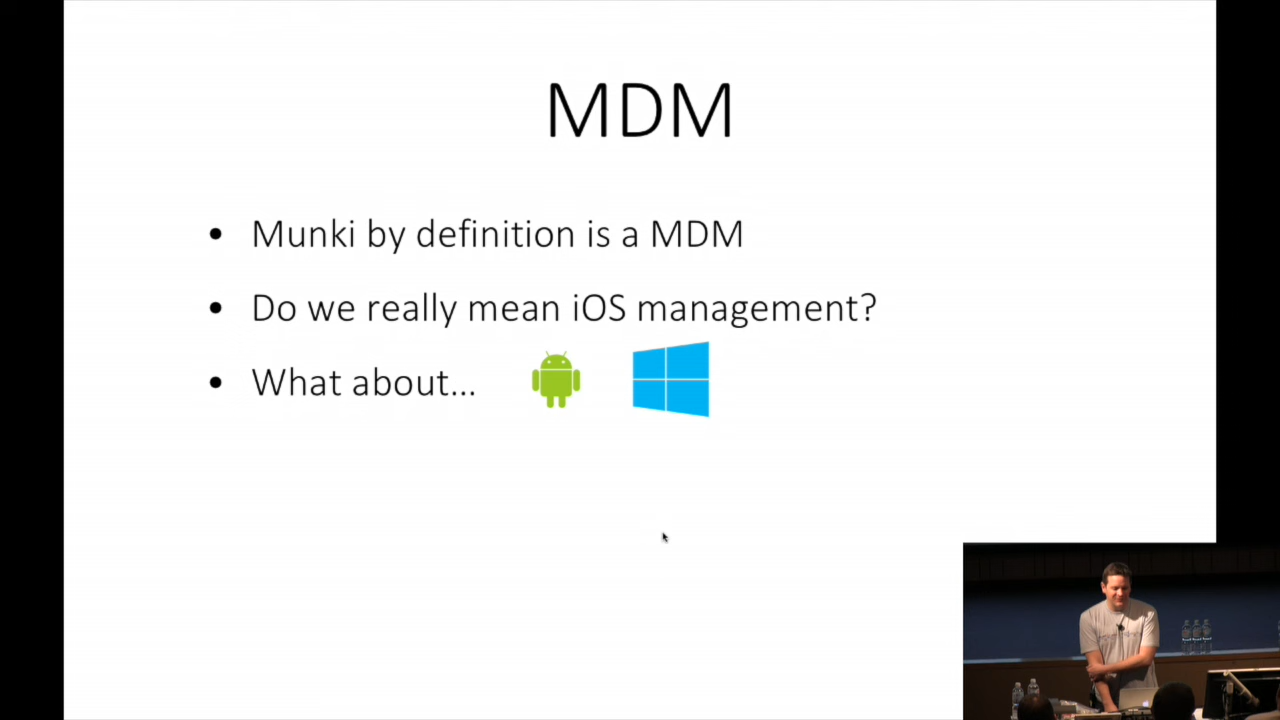 MDM
• Munki by definition is a MDM
• Do we really mean iOS management?
• What about...